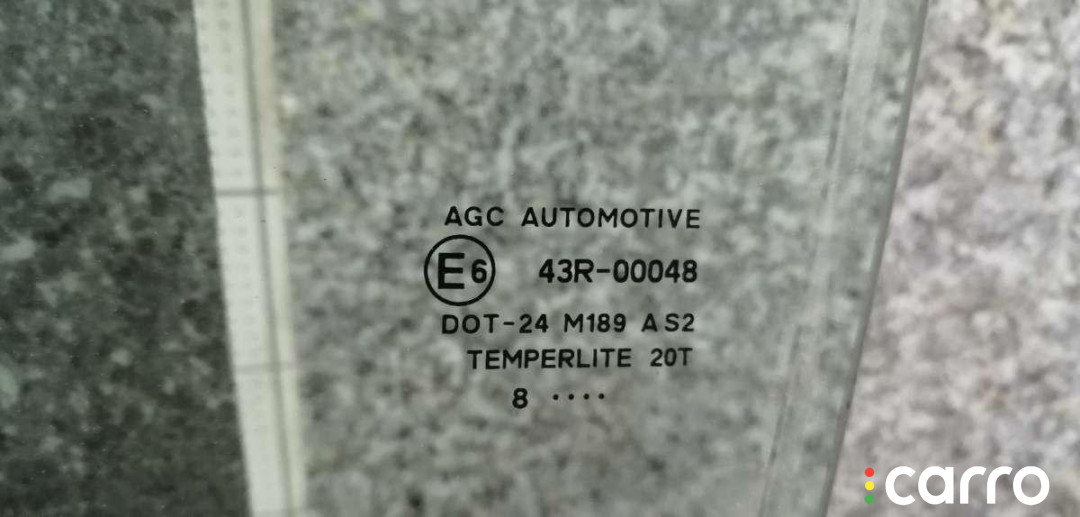 AGC AUTOMOTIVE
E6 43R-00048
DOT-24 M189 AS2
TEMPERLITE 20T
8 ••••
carro